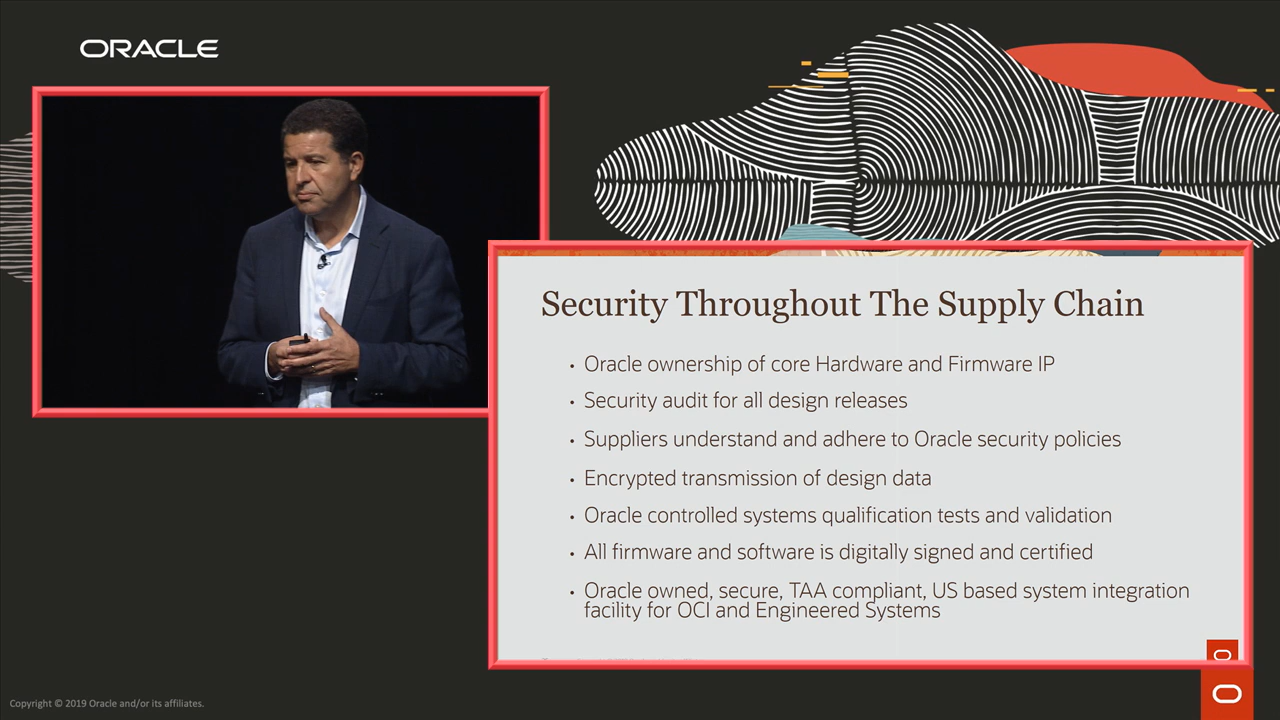 ORACLE
Security Throughout The Supply Chain
• Oracle ownership of core Hardware and Firmware IP
• Security audit for all design releases
• Suppliers understand and adhere to Oracle security policies
• Encrypted transmission of design data
• Oracle controlled systems qualification tests and validation
• All firmware and software is digitally signed and certified
• Oracle owned, secure, TAA compliant, US based system integration
facility for OCI and Engineered Systems
Copyright © 2019 Oracle and/or its affiliates.